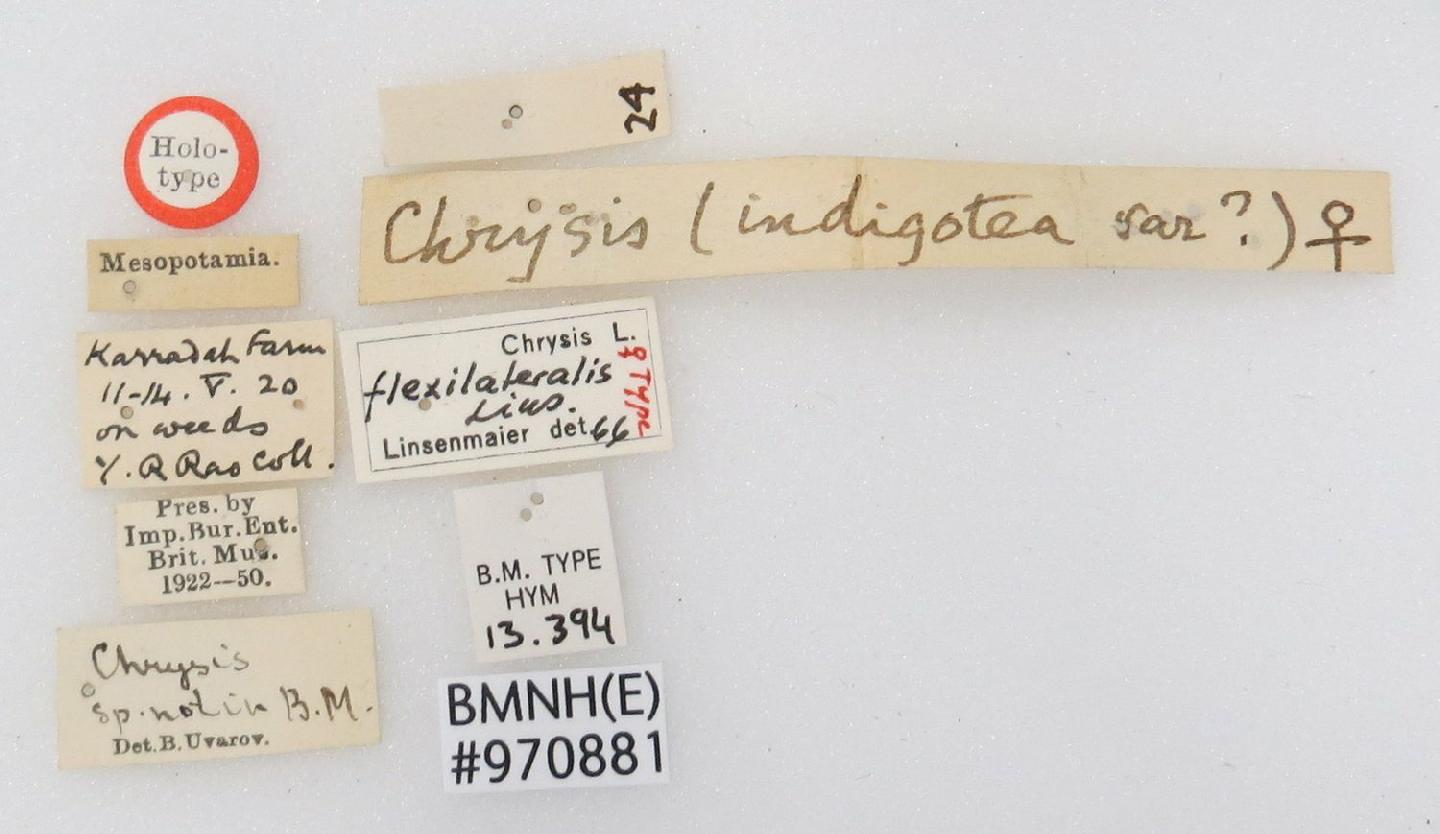 Holo-
type
Mesopotamia.
Karradah Farm
11-14. V. 20
on weeds
Y. R Rao Coll.
Pres. by
Imp. Bur. Ent.
Brit. Mus.
1922—50.
Chrysis
sp. not in B.M.
Det. B. Uvarov.
24
Chrysis (indigotea var?) ♀
Chrysis L.
flexilateralis
Lins.
Linsenmaier det. 66
♀ Type
B.M. TYPE
HYM
13.394
BMNH(E)
#970881